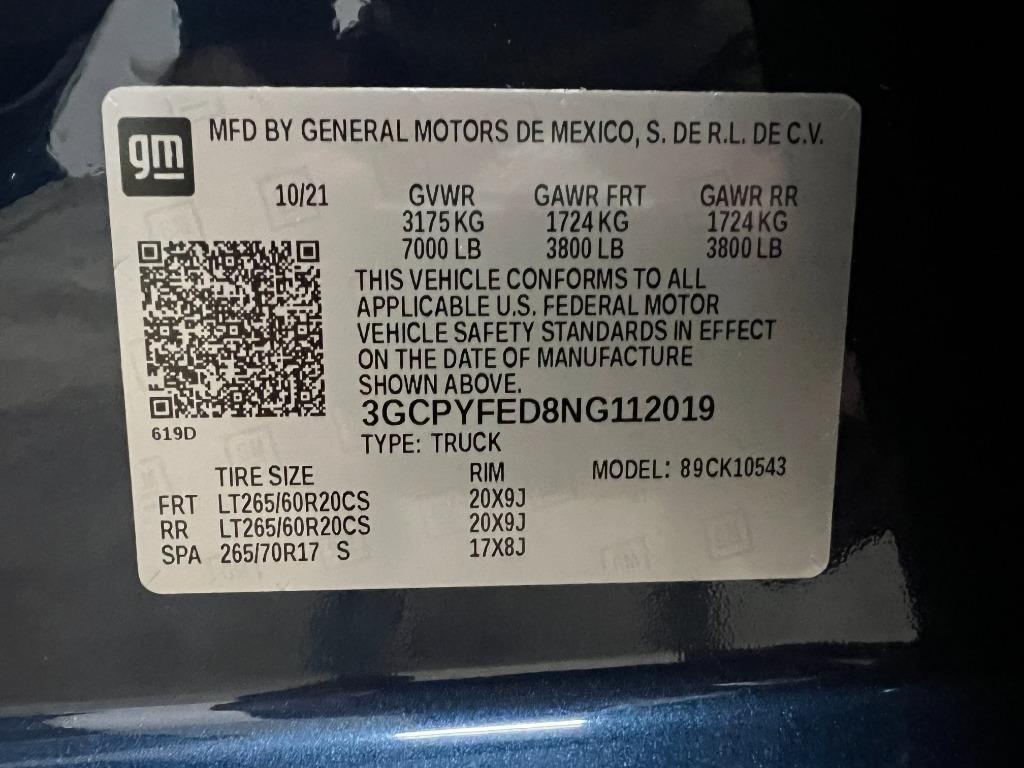 gm
MFD BY GENERAL MOTORS DE MEXICO, S. DE R.L. DE C.V.
10/21 GVWR GAWR FRT GAWR RR
3175 KG 1724 KG 1724 KG
7000 LB 3800 LB 3800 LB
THIS VEHICLE CONFORMS TO ALL
APPLICABLE U.S. FEDERAL MOTOR
VEHICLE SAFETY STANDARDS IN EFFECT
ON THE DATE OF MANUFACTURE
SHOWN ABOVE.
3GCPYFED8NG112019
619D
TYPE: TRUCK
TIRE SIZE RIM MODEL: 89CK10543
FRT LT265/60R20CS 20X9J
RR LT265/60R20CS 20X9J
SPA 265/70R17 S 17X8J